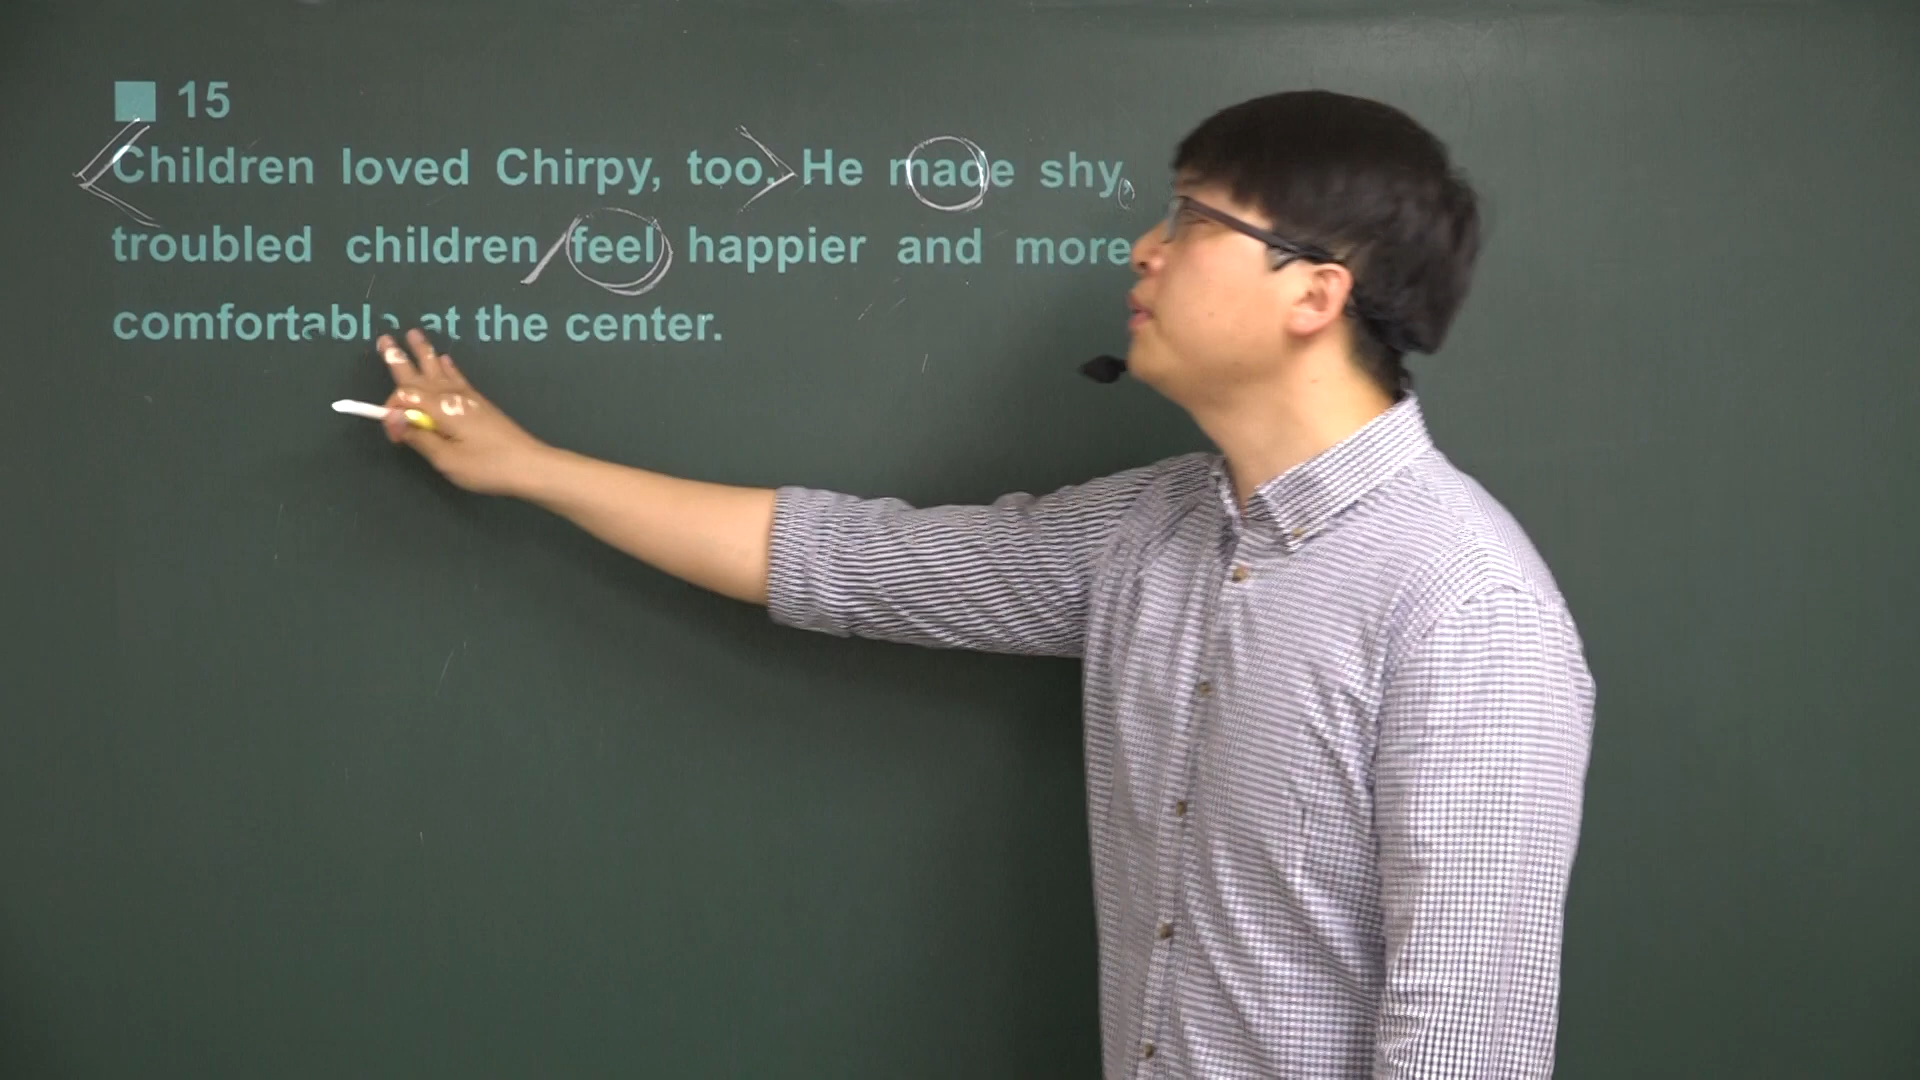 ■ 15
Children loved Chirpy, too. He made shy,
troubled children feel happier and more
comfortable at the center.